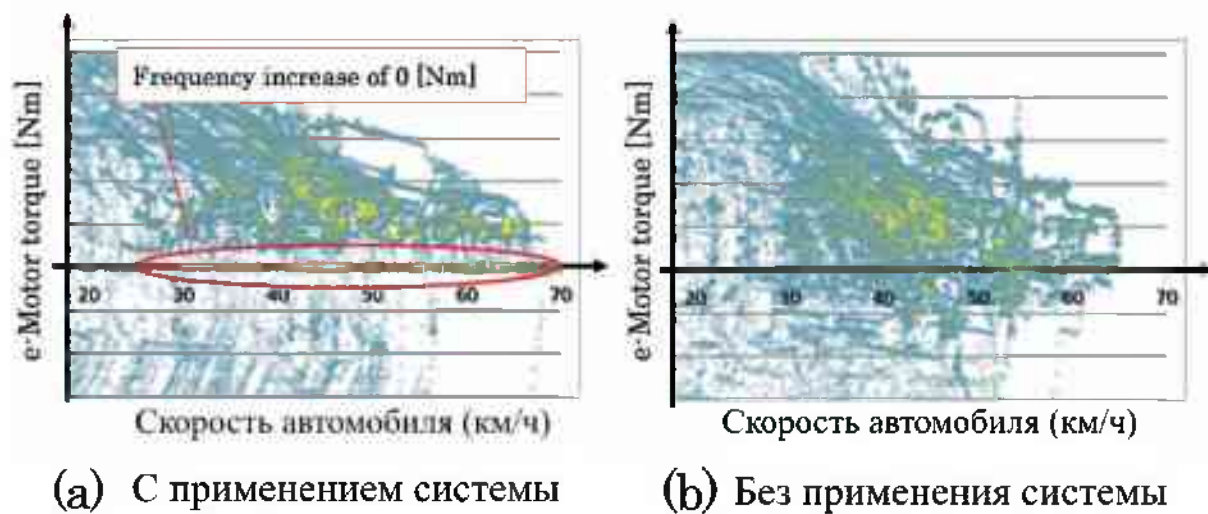 Frequency increase of 0 [Nm]
e-Motor torque [Nm]
20 30 40 50 60 70
Скорость автомобиля (км/ч)
(a) С применением системы
e-Motor torque [Nm]
20 30 40 50 60 70
Скорость автомобиля (км/ч)
(b) Без применения системы